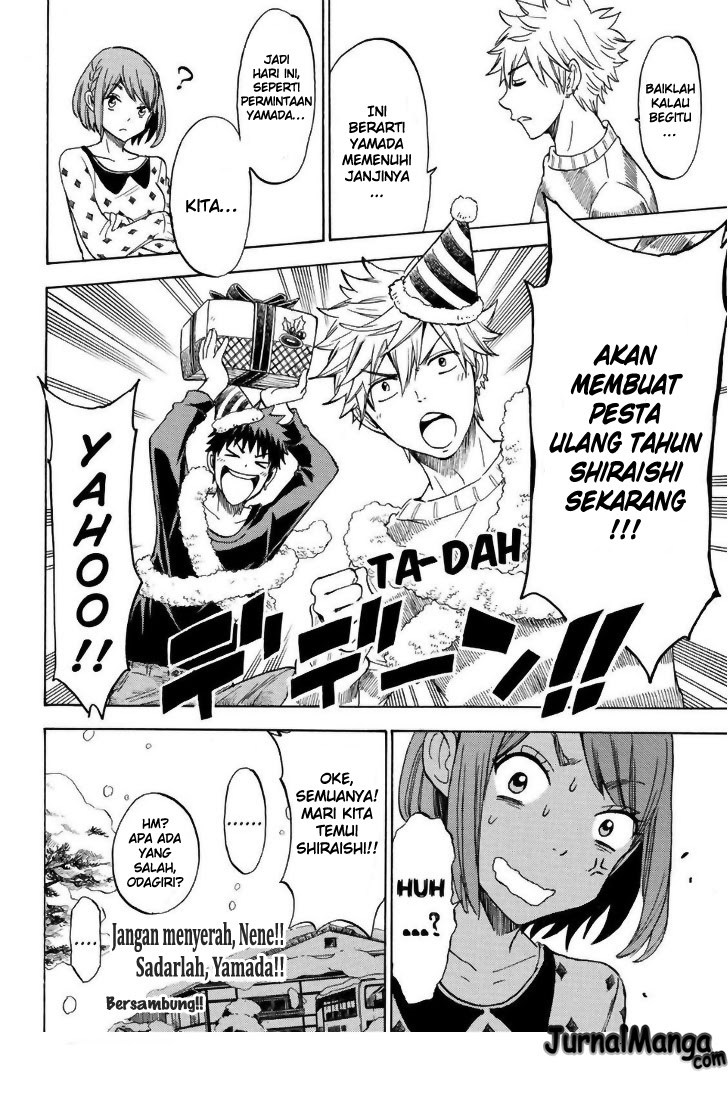 BAIKLAH
KALAU
BEGITU
...
INI
BERARTI
YAMADA
MEMENUHI
JANJINYA
...
JADI
HARI INI,
SEPERTI
PERMINTAAN
YAMADA...
?
KITA...
AKAN
MEMBUAT
PESTA
ULANG TAHUN
SHIRAISHI
SEKARANG
!!!
YAHOO!!
TA-DAH
デデーン!!
HUH
...?
OKE,
SEMUANYA!
MARI KITA
TEMUI
SHIRAISHI!!
......
HM?
APA ADA
YANG
SALAH,
ODAGIRI?
....
Jangan menyerah, Nene!!
Sadarlah, Yamada!!
Bersambung!!
JurnalManga.com